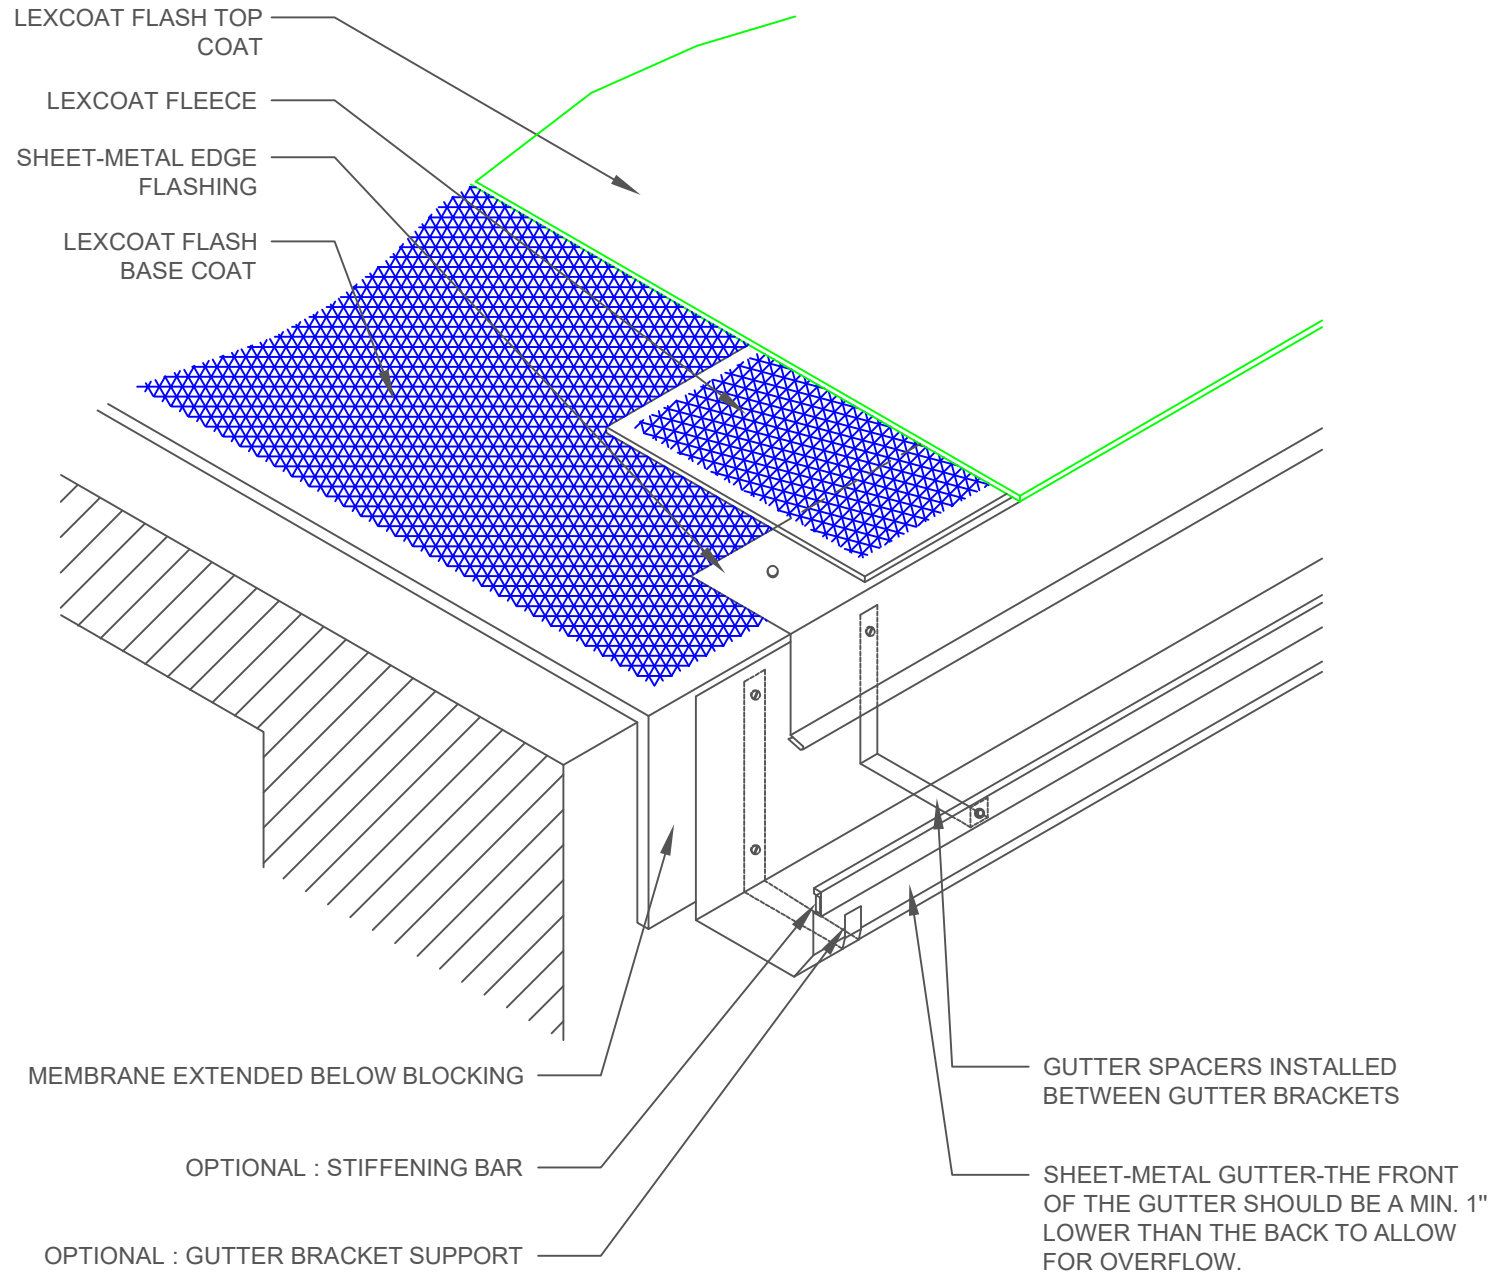 LEXCOAT FLASH TOP
COAT
LEXCOAT FLEECE
SHEET-METAL EDGE
FLASHING
LEXCOAT FLASH
BASE COAT
MEMBRANE EXTENDED BELOW BLOCKING
OPTIONAL : STIFFENING BAR
OPTIONAL : GUTTER BRACKET SUPPORT
GUTTER SPACERS INSTALLED
BETWEEN GUTTER BRACKETS
SHEET-METAL GUTTER-THE FRONT
OF THE GUTTER SHOULD BE A MIN. 1"
LOWER THAN THE BACK TO ALLOW
FOR OVERFLOW.